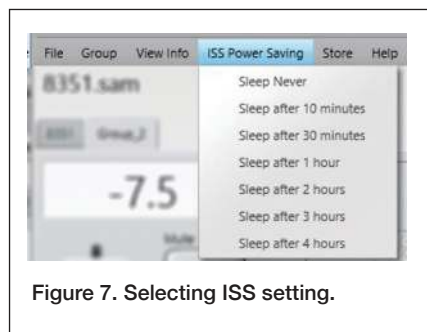 File Group View Info ISS Power Saving Store Help
8351.sam
Sleep Never
Sleep after 10 minutes
8351 Group_2
Sleep after 30 minutes
Sleep after 1 hour
-7.5
Sleep after 2 hours
Sleep after 3 hours
Mute
Sleep after 4 hours
Figure 7. Selecting ISS setting.